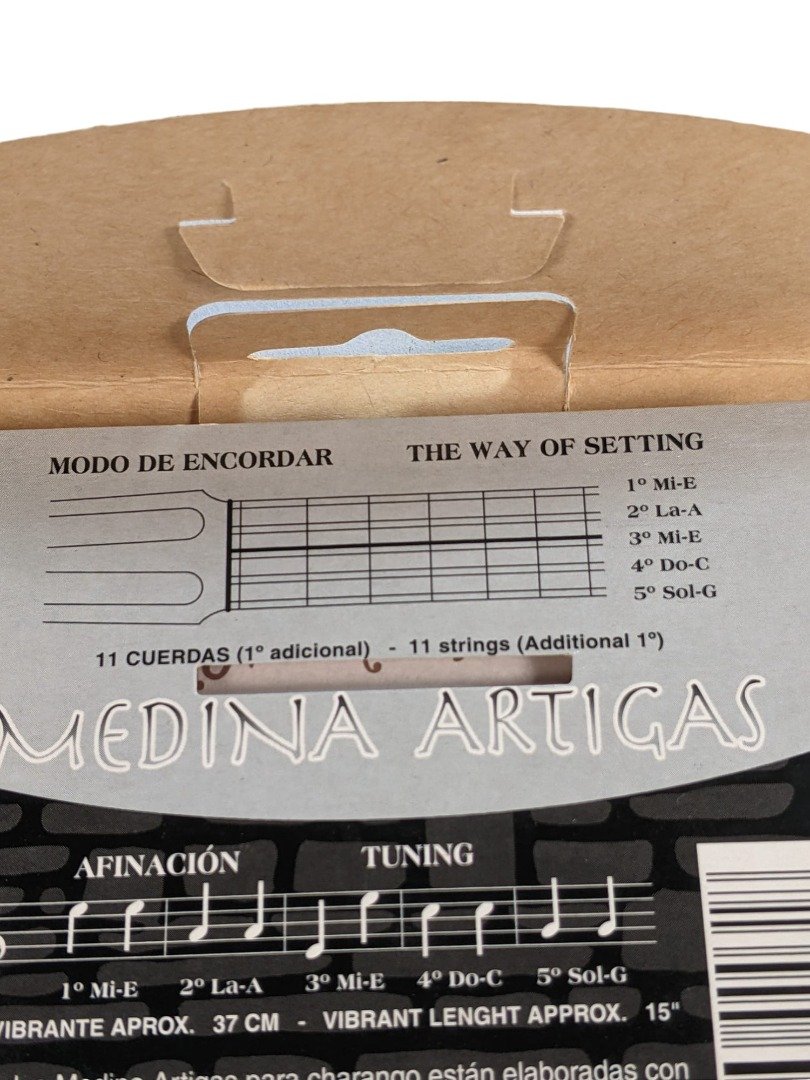 MODO DE ENCORDAR THE WAY OF SETTING
1º Mi-E
2º La-A
3º Mi-E
4º Do-C
5º Sol-G
11 CUERDAS (1º adicional) - 11 strings (Additional 1º)
MEDINA ARTIGAS
AFINACIÓN TUNING
1º Mi-E 2º La-A 3º Mi-E 4º Do-C 5º Sol-G
VIBRANTE APROX. 37 CM - VIBRANT LENGHT APPROX. 15"
Medina Artigas para charango están elaboradas con